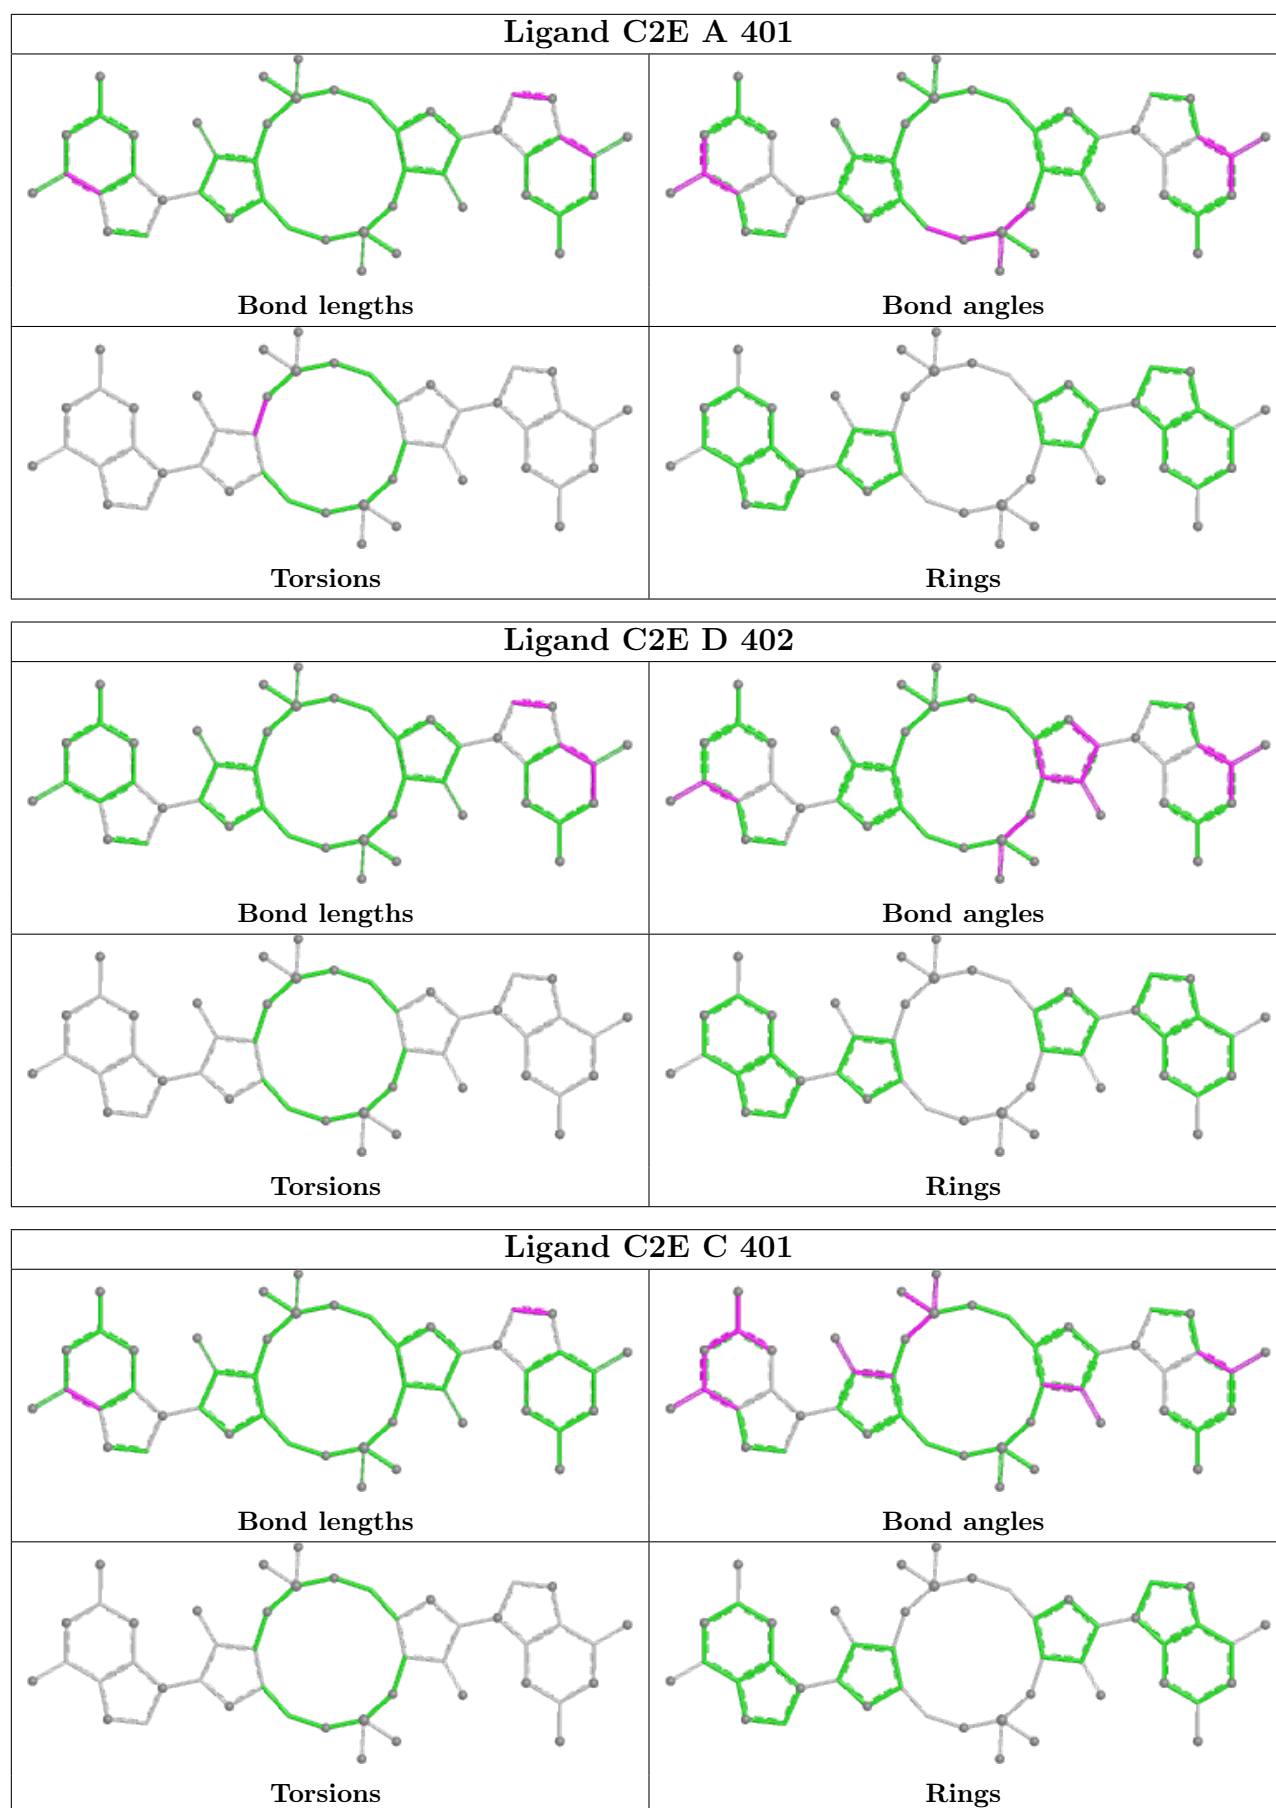 Ligand C2E A 401
Bond lengths
Bond angles
Torsions
Rings
Ligand C2E D 402
Bond lengths
Bond angles
Torsions
Rings
Ligand C2E C 401
Bond lengths
Bond angles
Torsions
Rings